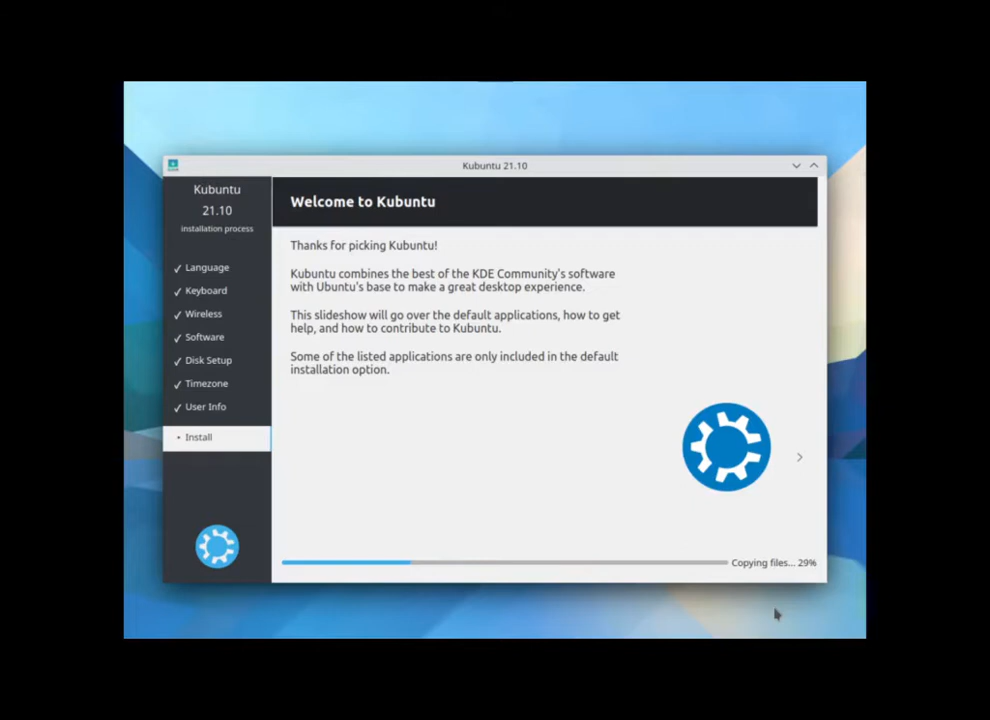 Kubuntu 21.10
Kubuntu
21.10
installation process
✓ Language
✓ Keyboard
✓ Wireless
✓ Software
✓ Disk Setup
✓ Timezone
✓ User Info
• Install
Welcome to Kubuntu
Thanks for picking Kubuntu!
Kubuntu combines the best of the KDE Community's software
with Ubuntu's base to make a great desktop experience.
This slideshow will go over the default applications, how to get
help, and how to contribute to Kubuntu.
Some of the listed applications are only included in the default
installation option.
Copying files... 29%